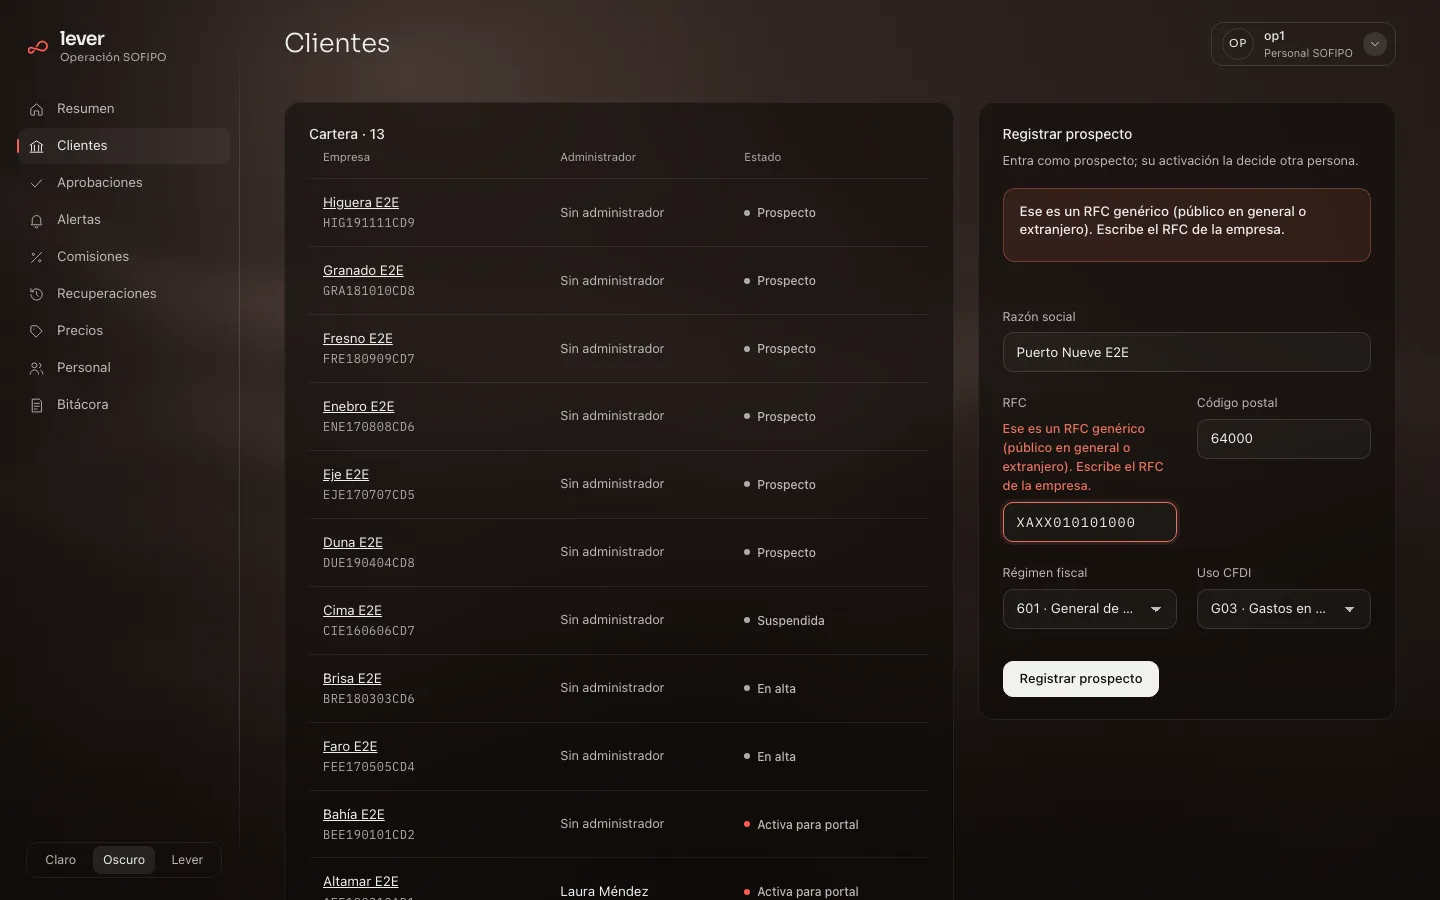 lever
Operación SOFIPO
Resumen
Clientes
Aprobaciones
Alertas
Comisiones
Recuperaciones
Precios
Personal
Bitácora
Claro
Oscuro
Lever
Clientes
OP
op1
Personal SOFIPO
Cartera · 13
Empresa Administrador Estado
Higuera E2E
HIG191111CD9
Sin administrador
Prospecto
Granado E2E
GRA181010CD8
Sin administrador
Prospecto
Fresno E2E
FRE180909CD7
Sin administrador
Prospecto
Enebro E2E
ENE170808CD6
Sin administrador
Prospecto
Eje E2E
EJE170707CD5
Sin administrador
Prospecto
Duna E2E
DUE190404CD8
Sin administrador
Prospecto
Cima E2E
CIE160606CD7
Sin administrador
Suspendida
Brisa E2E
BRE180303CD6
Sin administrador
En alta
Faro E2E
FEE170505CD4
Sin administrador
En alta
Bahía E2E
BEE190101CD2
Sin administrador
Activa para portal
Altamar E2E
Laura Méndez
Activa para portal
Registrar prospecto
Entra como prospecto; su activación la decide otra persona.
Ese es un RFC genérico (público en general o
extranjero). Escribe el RFC de la empresa.
Razón social
Puerto Nueve E2E
RFC
Ese es un RFC genérico
(público en general o
extranjero). Escribe el RFC
de la empresa.
XAXX010101000
Código postal
64000
Régimen fiscal
601 · General de ...
Uso CFDI
G03 · Gastos en ...
Registrar prospecto